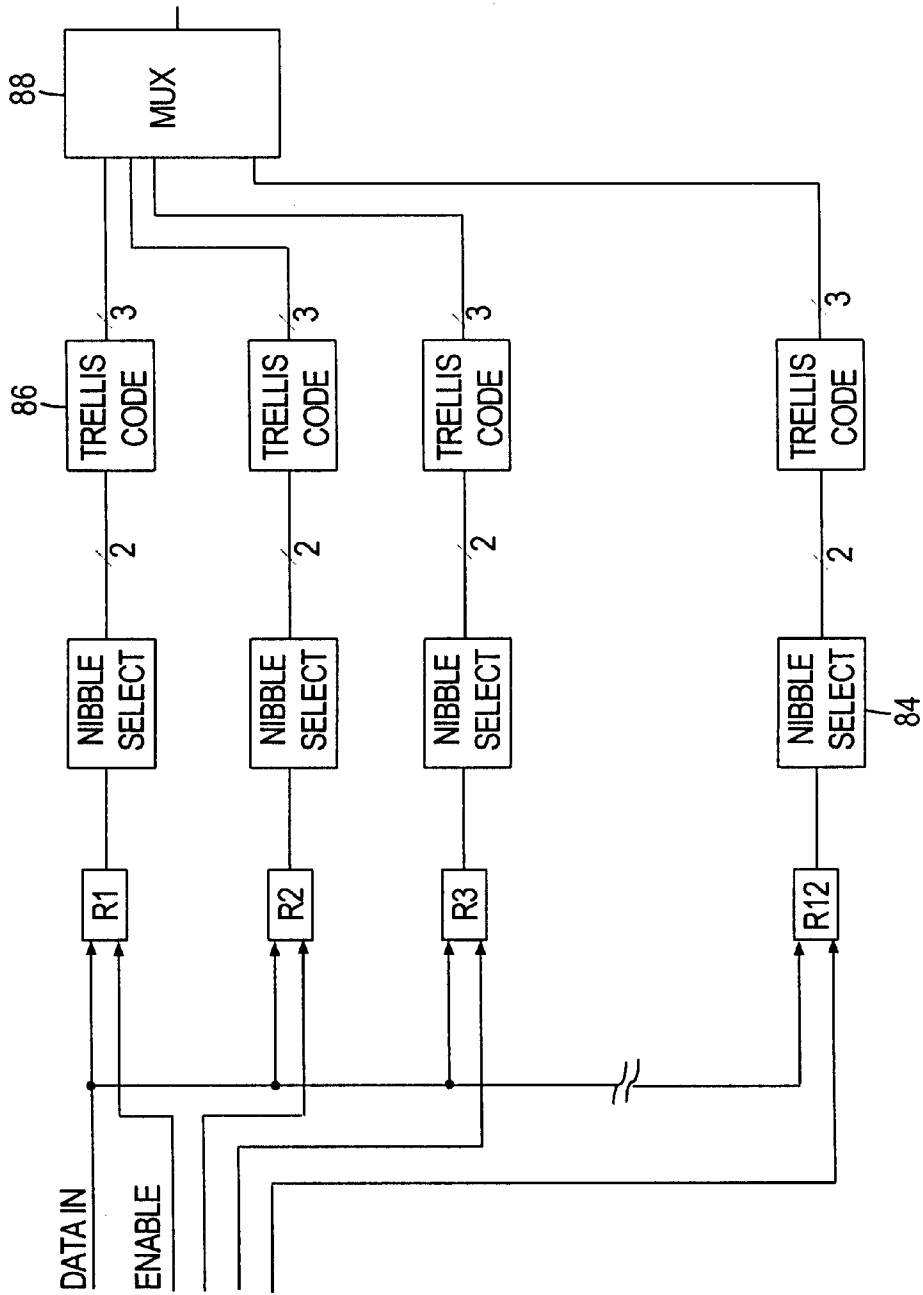 DATA IN
ENABLE
R1
NIBBLE
SELECT
2
86
TRELLIS
CODE
3
88
MUX
R2
NIBBLE
SELECT
2
TRELLIS
CODE
3
R3
NIBBLE
SELECT
2
TRELLIS
CODE
3
R12
NIBBLE
SELECT
84
2
TRELLIS
CODE
3